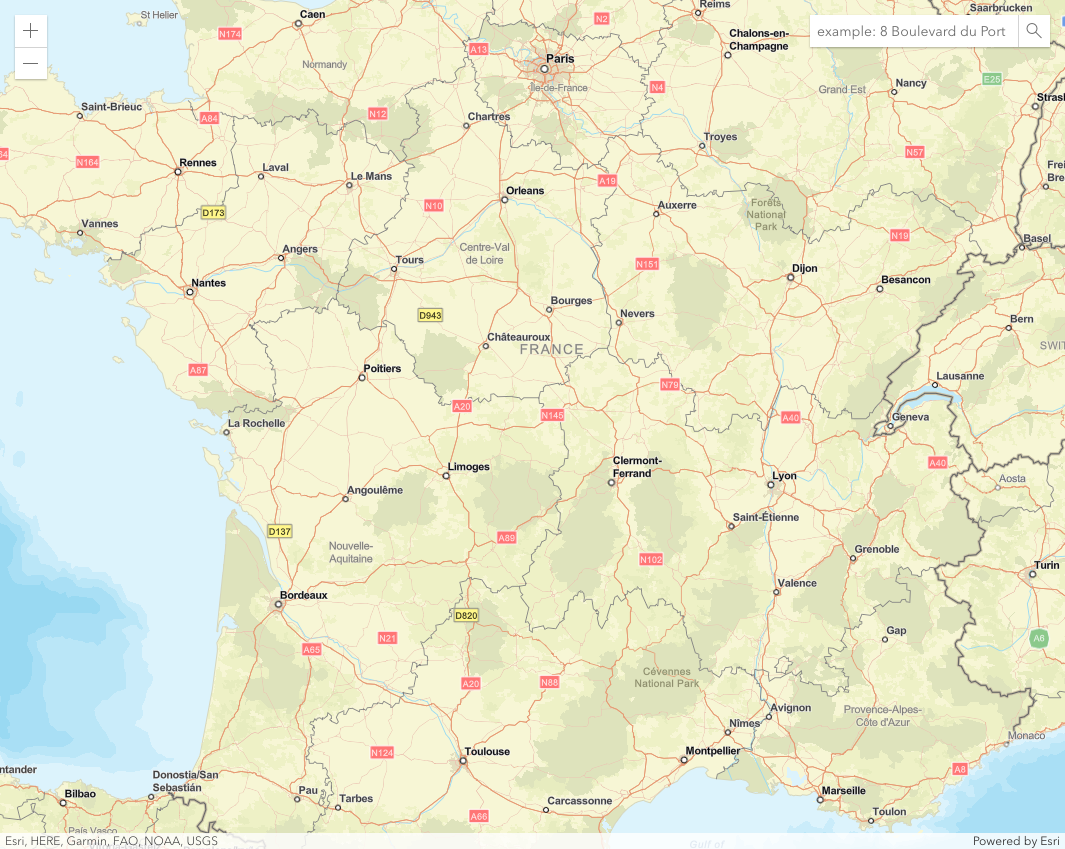 St Helier
Caen
N174
N2
Reims
Saarbrucken
example: 8 Boulevard du Port
Chalons-en-
Champagne
A13
Paris
Normandy
Île-de-France
N4
Grand Est
Nancy
E25
Stras
Saint-Brieuc
A84
N12
Chartres
Troyes
N57
N164
Rennes
Laval
Le Mans
A19
Frei
Bre
Orleans
N10
Auxerre
Forêts
National
Park
D173
Vannes
N19
Basel
Angers
Tours
Centre-Val
de Loire
N151
Dijon
Besancon
Nantes
Bourges
D943
Nevers
Bern
Châteauroux
FRANCE
SWIT
A87
Poitiers
N79
Lausanne
A20
N145
A40
Geneva
La Rochelle
Clermont-
Ferrand
A40
Limoges
Lyon
Aosta
Angoulême
Saint-Étienne
D137
A89
Nouvelle-
Aquitaine
N102
Grenoble
Turin
Valence
Bordeaux
D820
N21
Gap
A6
A65
Cévennes
National Park
A20
N88
Avignon
Provence-Alpes-
Côte d'Azur
Nîmes
Monaco
N124
Toulouse
Montpellier
A8
ntander
Donostia/San
Sebastián
Bilbao
Pau
Tarbes
Carcassonne
Marseille
A66
Toulon
País Vasco
Esri, HERE, Garmin, FAO, NOAA, USGS
Gulf of
Powered by Esri